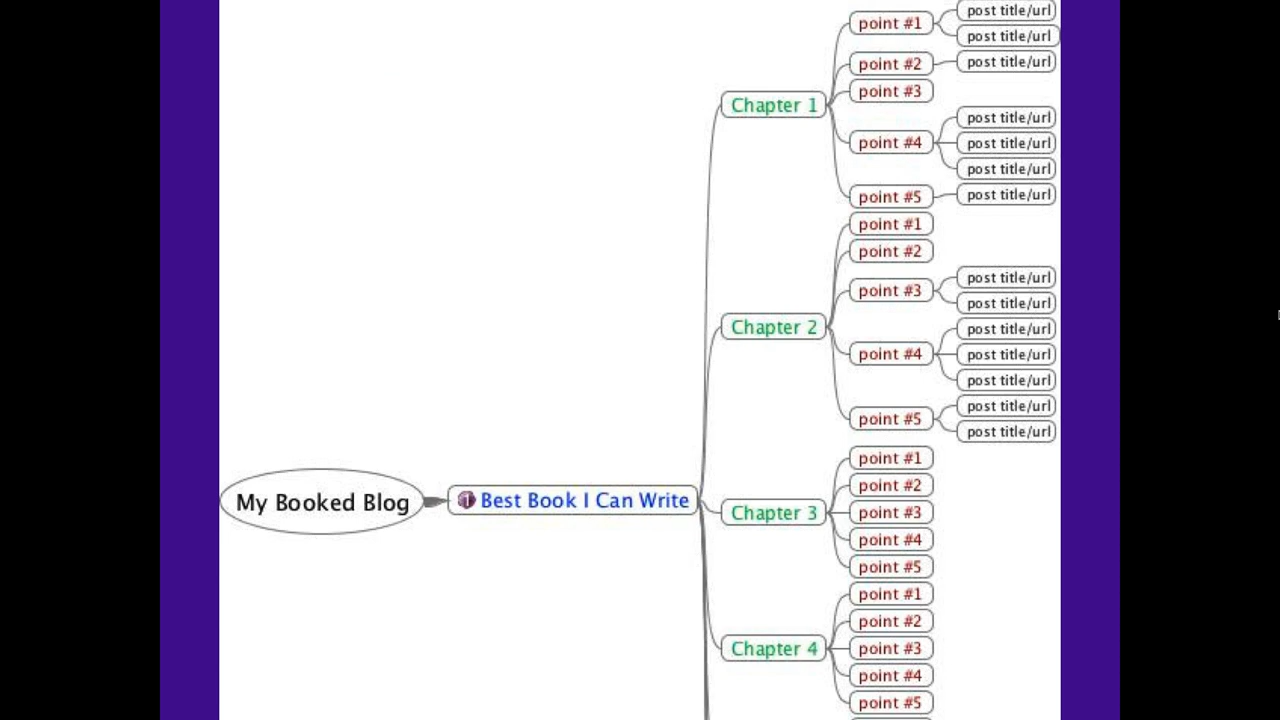 My Booked Blog
Best Book I Can Write
Chapter 1
point #1
post title/url
post title/url
point #2
post title/url
point #3
point #4
post title/url
post title/url
post title/url
point #5
post title/url
Chapter 2
point #1
point #2
point #3
post title/url
post title/url
point #4
post title/url
post title/url
post title/url
point #5
post title/url
post title/url
Chapter 3
point #1
point #2
point #3
point #4
point #5
Chapter 4
point #1
point #2
point #3
point #4
point #5